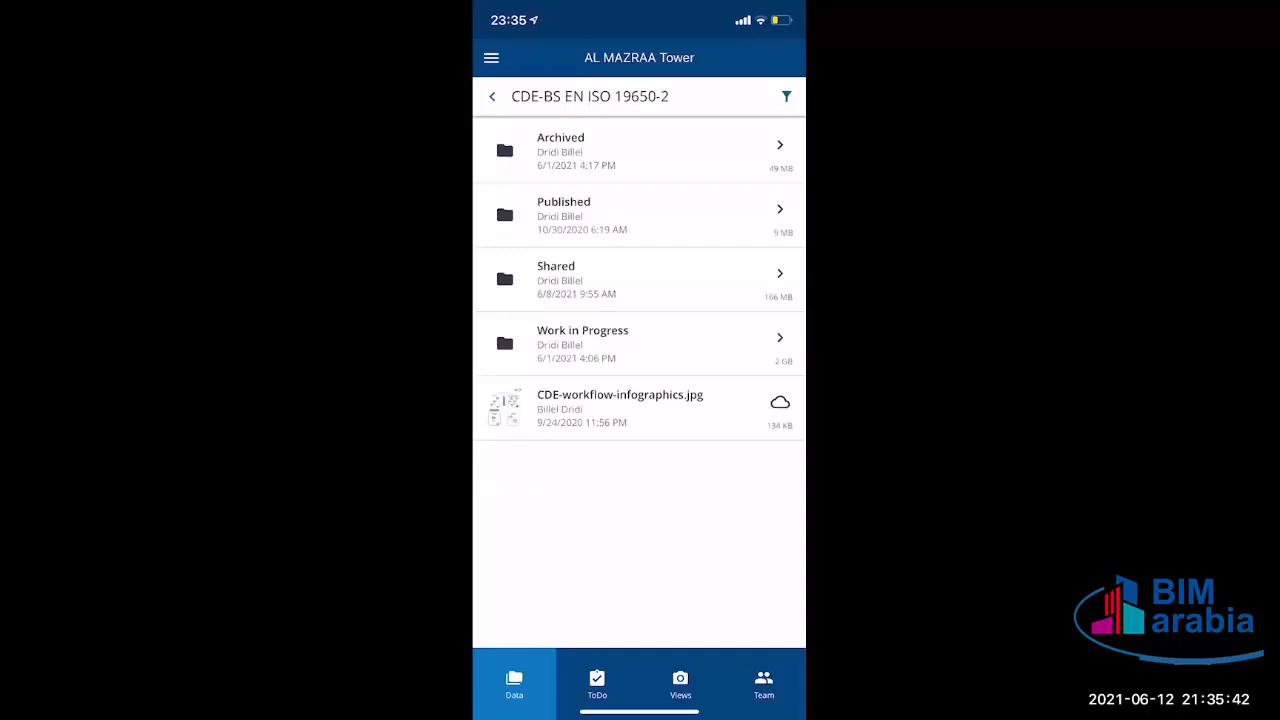 23:35
AL MAZRAA Tower
CDE-BS EN ISO 19650-2
Archived
Dridi Billel
6/1/2021 4:17 PM
49 MB
Published
Dridi Billel
10/30/2020 6:19 AM
9 MB
Shared
Dridi Billel
6/8/2021 9:55 AM
166 MB
Work in Progress
Dridi Billel
6/1/2021 4:06 PM
2 GB
CDE-workflow-infographics.jpg
Billel Dridi
9/24/2020 11:56 PM
134 KB
Data
ToDo
Views
Team
BIM
arabia
2021-06-12 21:35:42